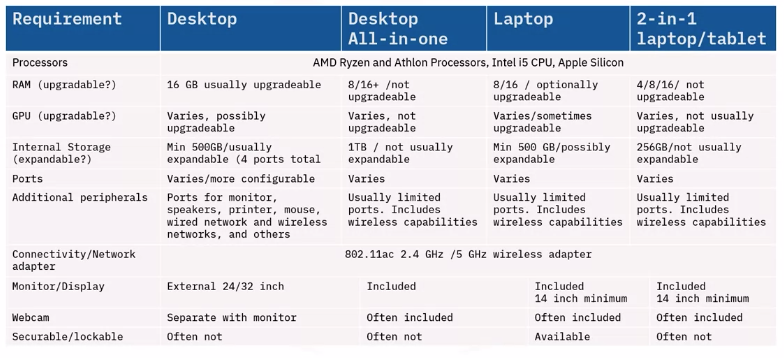 Requirement Desktop Desktop All-in-one Laptop 2-in-1 laptop/tablet
Processors AMD Ryzen and Athlon Processors, Intel i5 CPU, Apple Silicon
RAM (upgradable?) 16 GB usually upgradeable 8/16+ /not upgradeable 8/16 / optionally upgradeable 4/8/16/ not upgradeable
GPU (upgradable?) Varies, possibly upgradeable Varies, not upgradeable Varies/sometimes upgradeable Varies, not usually upgradeable
Internal Storage (expandable?) Min 500GB/usually expandable (4 ports total 1TB / not usually expandable Min 500 GB/possibly expandable 256GB/not usually expandable
Ports Varies/more configurable Varies Varies Varies
Additional peripherals Ports for monitor, speakers, printer, mouse, wired network and wireless networks, and others Usually limited ports. Includes wireless capabilities Usually limited ports. Includes wireless capabilities Usually limited ports. Includes wireless capabilities
Connectivity/Network adapter 802.11ac 2.4 GHz /5 GHz wireless adapter
Monitor/Display External 24/32 inch Included Included 14 inch minimum Included 14 inch minimum
Webcam Separate with monitor Often included Often included Often included
Securable/lockable Often not Often not Available Often not